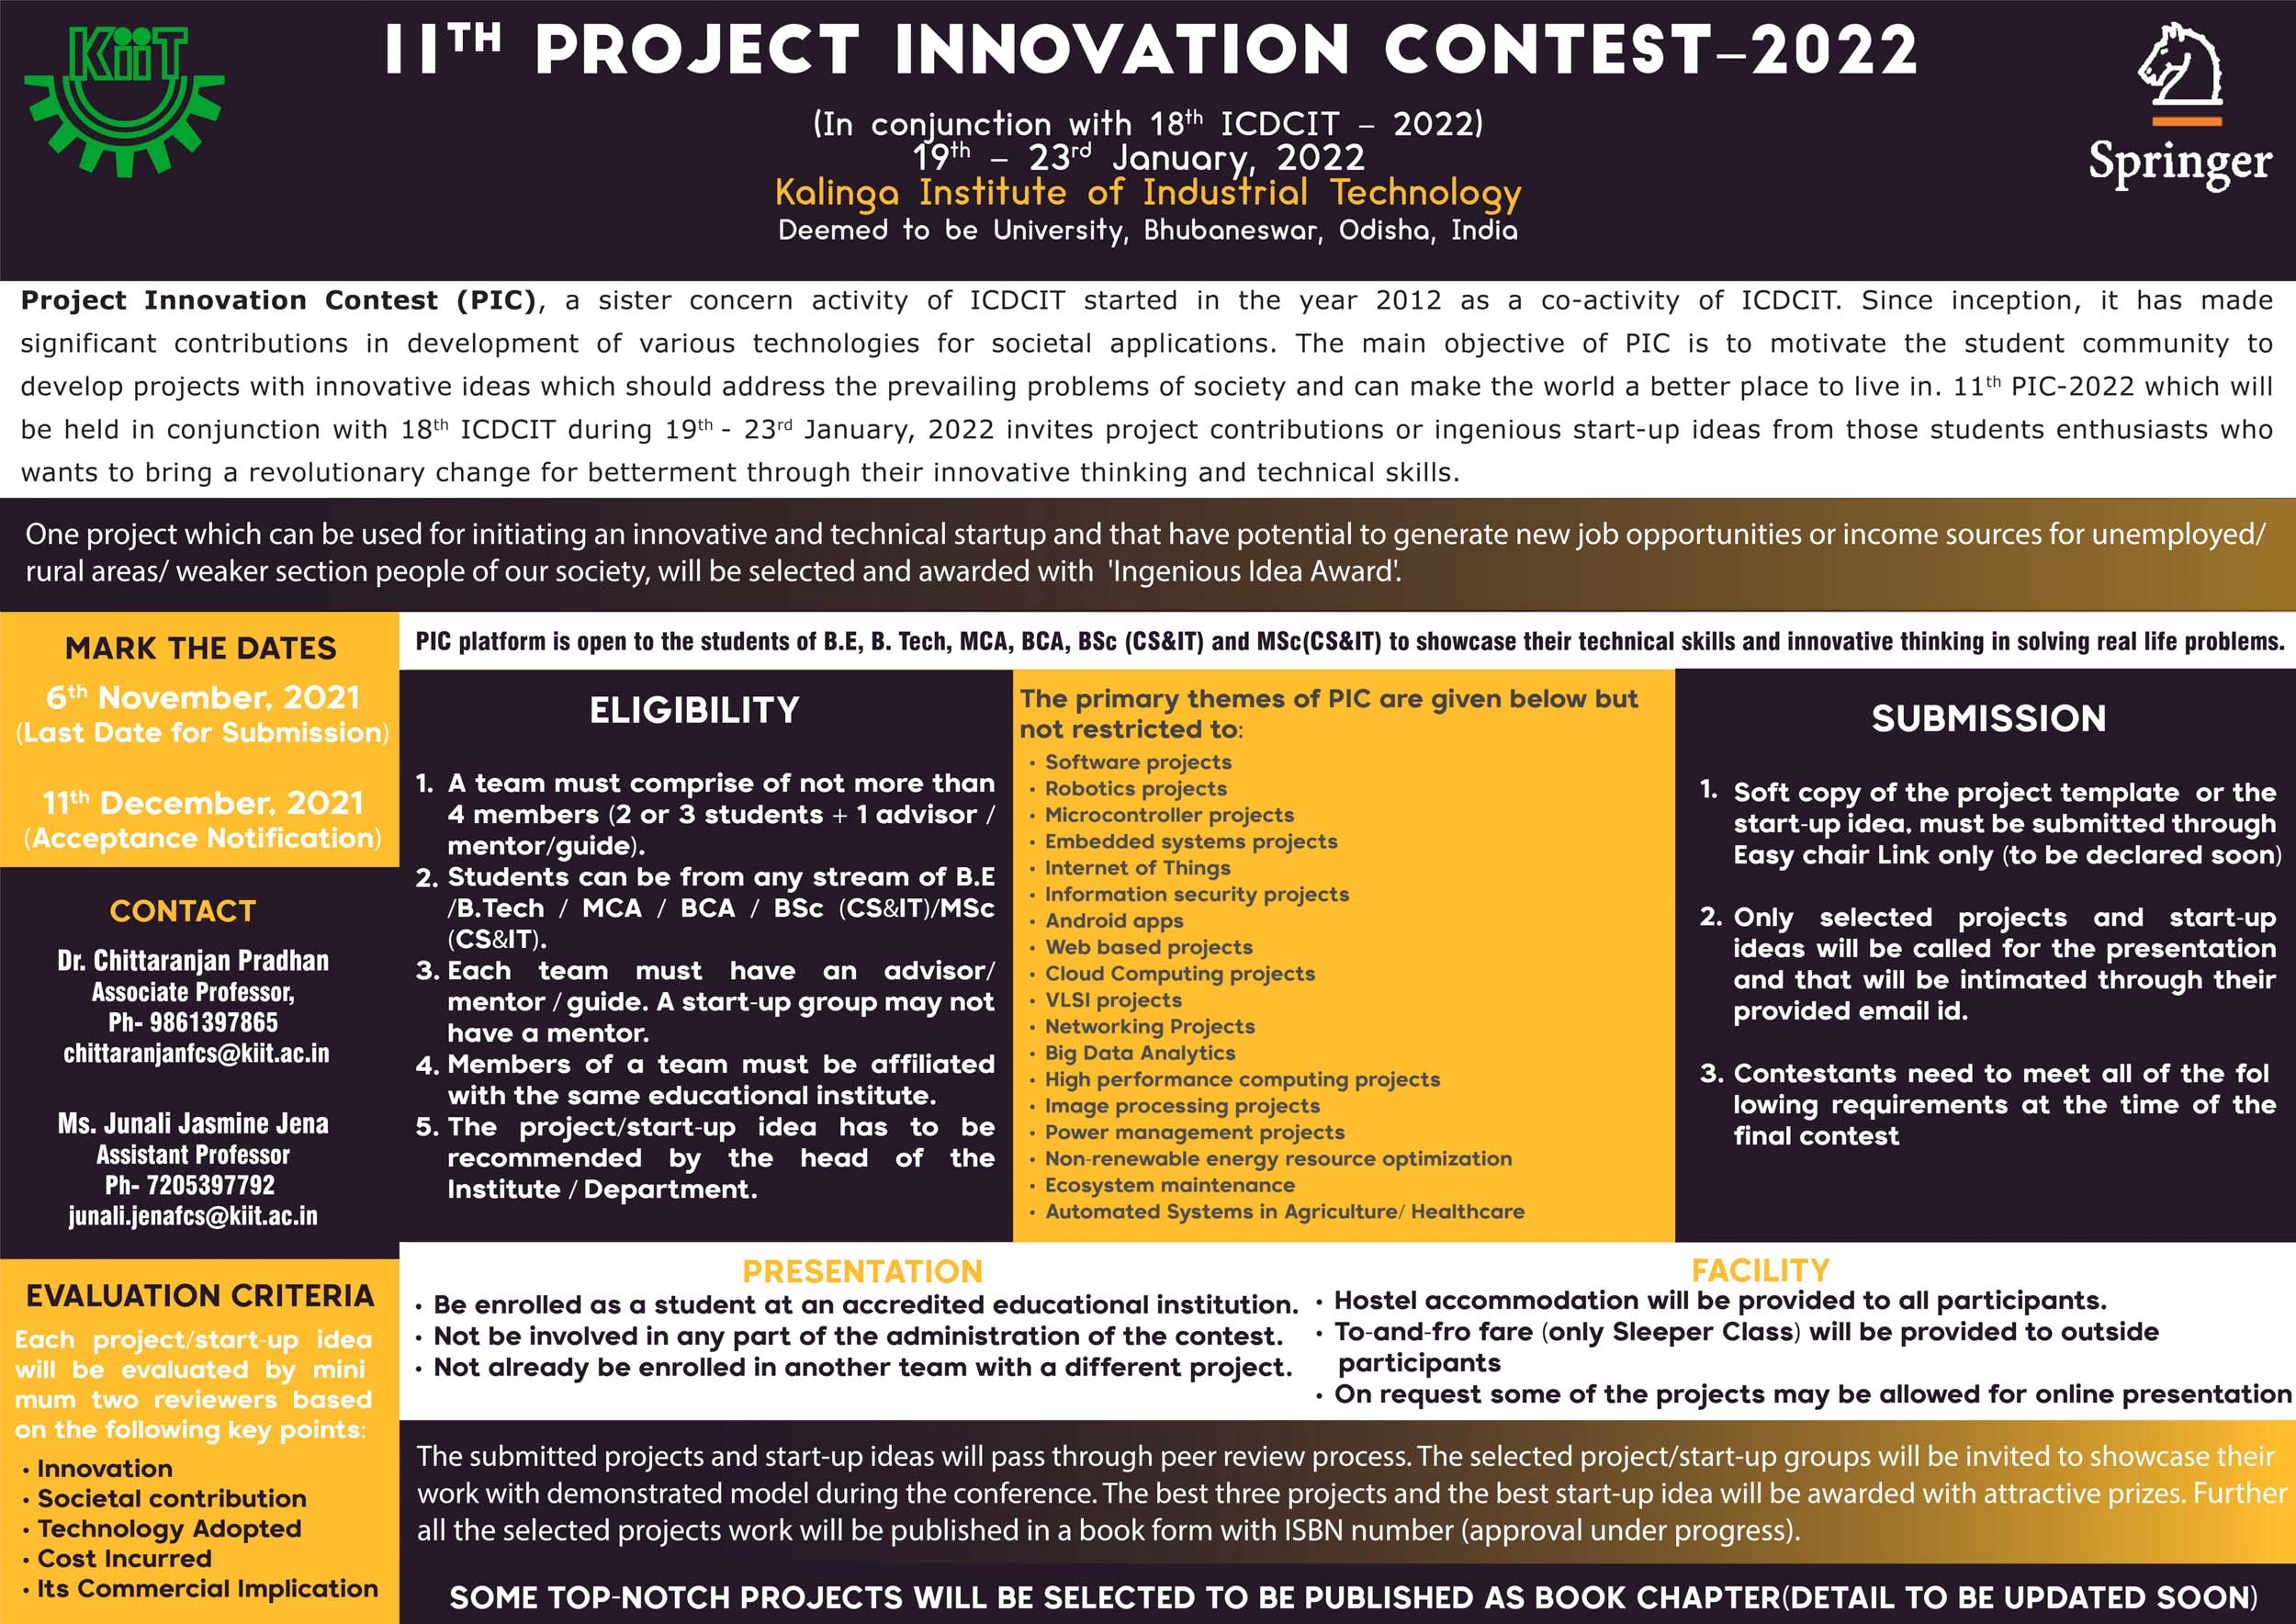 KiiT
11TH PROJECT INNOVATION CONTEST–2022
(In conjunction with 18th ICDCIT – 2022)
19th – 23rd January, 2022
Kalinga Institute of Industrial Technology
Deemed to be University, Bhubaneswar, Odisha, India
Springer
Project Innovation Contest (PIC), a sister concern activity of ICDCIT started in the year 2012 as a co-activity of ICDCIT. Since inception, it has made
significant contributions in development of various technologies for societal applications. The main objective of PIC is to motivate the student community to
develop projects with innovative ideas which should address the prevailing problems of society and can make the world a better place to live in. 11th PIC-2022 which will
be held in conjunction with 18th ICDCIT during 19th - 23rd January, 2022 invites project contributions or ingenious start-up ideas from those students enthusiasts who
wants to bring a revolutionary change for betterment through their innovative thinking and technical skills.
One project which can be used for initiating an innovative and technical startup and that have potential to generate new job opportunities or income sources for unemployed/
rural areas/ weaker section people of our society, will be selected and awarded with 'Ingenious Idea Award'.
MARK THE DATES
6th November, 2021
(Last Date for Submission)
11th December, 2021
(Acceptance Notification)
CONTACT
Dr. Chittaranjan Pradhan
Associate Professor,
Ph- 9861397865
chittaranjanfcs@kiit.ac.in
Ms. Junali Jasmine Jena
Assistant Professor
Ph- 7205397792
junali.jenafcs@kiit.ac.in
EVALUATION CRITERIA
Each project/start-up idea
will be evaluated by mini
mum two reviewers based
on the following key points:
• Innovation
• Societal contribution
• Technology Adopted
• Cost Incurred
• Its Commercial Implication
PIC platform is open to the students of B.E, B. Tech, MCA, BCA, BSc (CS&IT) and MSc(CS&IT) to showcase their technical skills and innovative thinking in solving real life problems.
ELIGIBILITY
1. A team must comprise of not more than
4 members (2 or 3 students + 1 advisor /
mentor/guide).
2. Students can be from any stream of B.E
/B.Tech / MCA / BCA / BSc (CS&IT)/MSc
(CS&IT).
3. Each team must have an advisor/
mentor / guide. A start-up group may not
have a mentor.
4. Members of a team must be affiliated
with the same educational institute.
5. The project/start-up idea has to be
recommended by the head of the
Institute / Department.
The primary themes of PIC are given below but
not restricted to:
• Software projects
• Robotics projects
• Microcontroller projects
• Embedded systems projects
• Internet of Things
• Information security projects
• Android apps
• Web based projects
• Cloud Computing projects
• VLSI projects
• Networking Projects
• Big Data Analytics
• High performance computing projects
• Image processing projects
• Power management projects
• Non-renewable energy resource optimization
• Ecosystem maintenance
• Automated Systems in Agriculture/ Healthcare
SUBMISSION
1. Soft copy of the project template or the
start-up idea, must be submitted through
Easy chair Link only (to be declared soon)
2. Only selected projects and start-up
ideas will be called for the presentation
and that will be intimated through their
provided email id.
3. Contestants need to meet all of the fol
lowing requirements at the time of the
final contest
PRESENTATION
• Be enrolled as a student at an accredited educational institution.
• Not be involved in any part of the administration of the contest.
• Not already be enrolled in another team with a different project.
FACILITY
• Hostel accommodation will be provided to all participants.
• To-and-fro fare (only Sleeper Class) will be provided to outside
participants
• On request some of the projects may be allowed for online presentation
The submitted projects and start-up ideas will pass through peer review process. The selected project/start-up groups will be invited to showcase their
work with demonstrated model during the conference. The best three projects and the best start-up idea will be awarded with attractive prizes. Further
all the selected projects work will be published in a book form with ISBN number (approval under progress).
SOME TOP-NOTCH PROJECTS WILL BE SELECTED TO BE PUBLISHED AS BOOK CHAPTER(DETAIL TO BE UPDATED SOON)